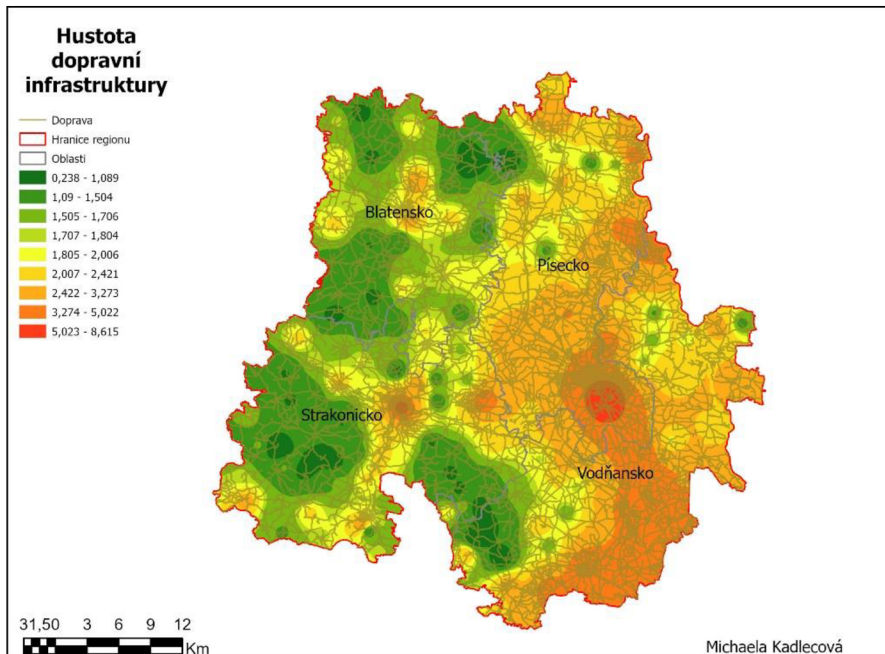 Hustota
dopravní
infrastruktury
Doprava
Hranice regionu
Oblasti
0,238 - 1,089
1,09 - 1,504
1,505 - 1,706
1,707 - 1,804
1,805 - 2,006
2,007 - 2,421
2,422 - 3,273
3,274 - 5,022
5,023 - 8,615
Blatensko
Písecko
Strakonicko
Vodňansko
31,50 3 6 9 12
Km
Michaela Kadlecová